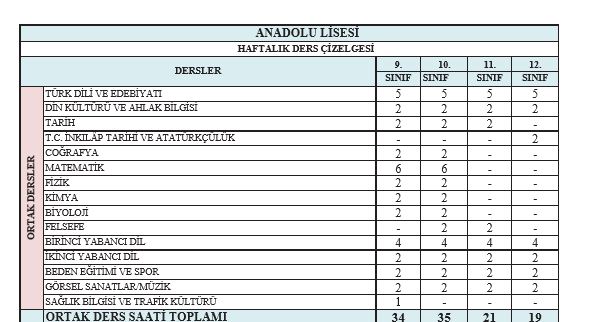 ANADOLU LİSESİ
HAFTALIK DERS ÇİZELGESİ
DERSLER 9. SINIF 10. SINIF 11. SINIF 12. SINIF
ORTAK DERSLER
TÜRK DİLİ VE EDEBİYATI 5 5 5 5
DİN KÜLTÜRÜ VE AHLAK BİLGİSİ 2 2 2 2
TARİH 2 2 2 -
T.C. İNKILÂP TARİHİ VE ATATÜRKÇÜLÜK - - - 2
COĞRAFYA 2 2 - -
MATEMATİK 6 6 - -
FİZİK 2 2 - -
KİMYA 2 2 - -
BİYOLOJİ 2 2 - -
FELSEFE - 2 2 -
BİRİNCİ YABANCI DİL 4 4 4 4
İKİNCİ YABANCI DİL 2 2 2 2
BEDEN EĞİTİMİ VE SPOR 2 2 2 2
GÖRSEL SANATLAR/MÜZİK 2 2 2 2
SAĞLIK BİLGİSİ VE TRAFİK KÜLTÜRÜ 1 - - -
ORTAK DERS SAATİ TOPLAMI 34 35 21 19